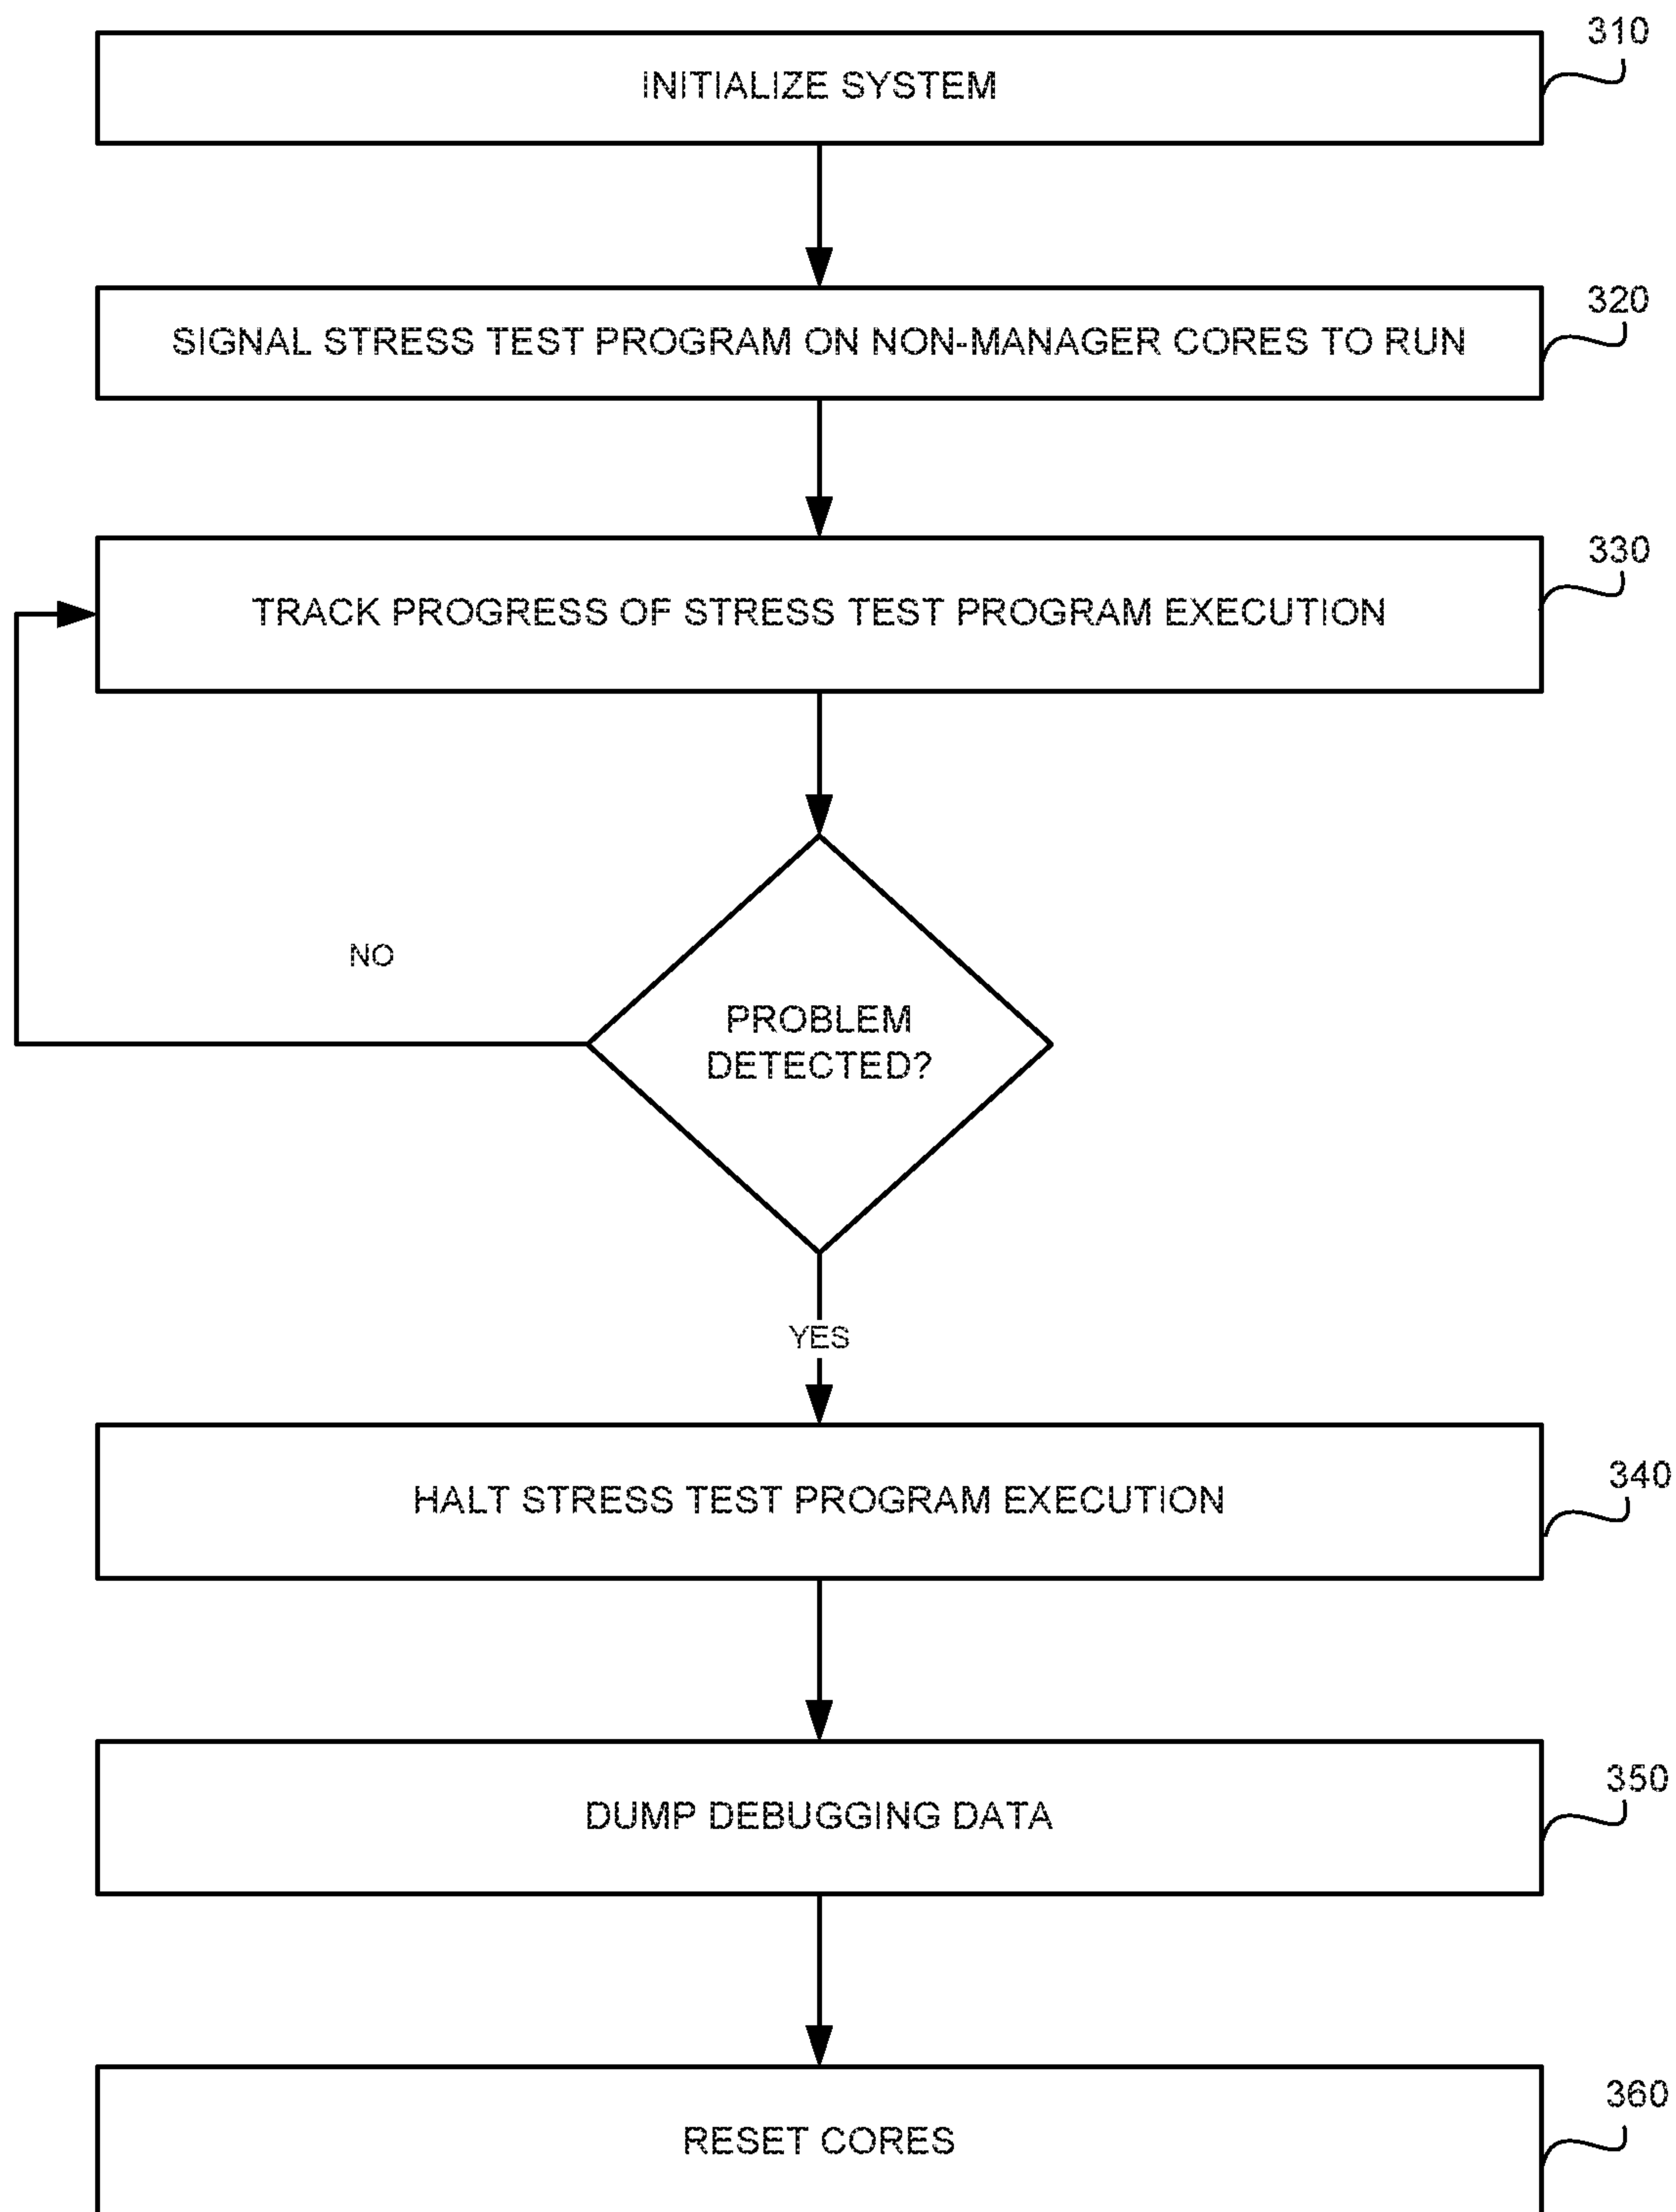 310
INITIALIZE SYSTEM
320
SIGNAL STRESS TEST PROGRAM ON NON-MANAGER CORES TO RUN
330
TRACK PROGRESS OF STRESS TEST PROGRAM EXECUTION
NO
PROBLEM
DETECTED?
YES
340
HALT STRESS TEST PROGRAM EXECUTION
350
DUMP DEBUGGING DATA
360
RESET CORES